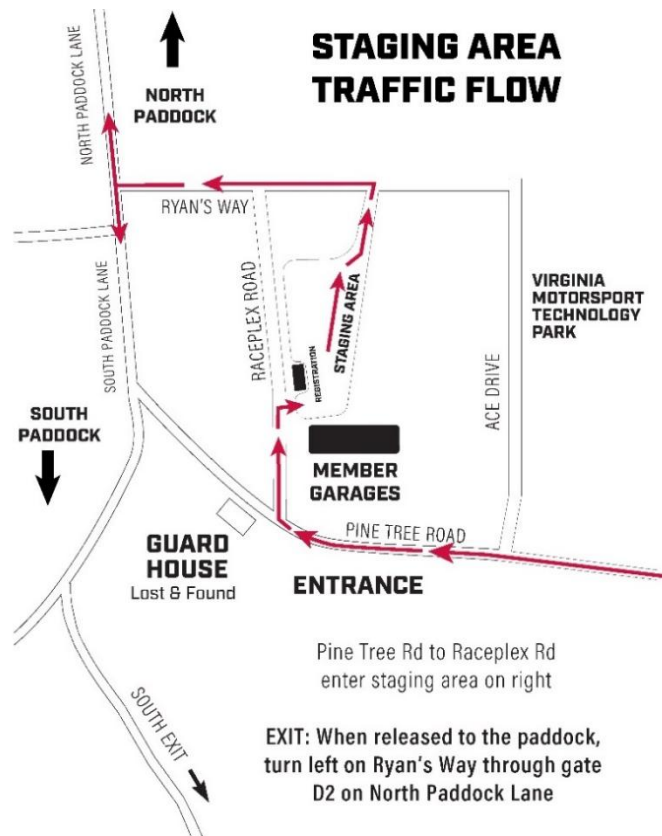 STAGING AREA
TRAFFIC FLOW
NORTH PADDOCK LANE
NORTH
PADDOCK
RYAN'S WAY
RACEPLEX ROAD
STAGING AREA
REGISTRATION
VIRGINIA
MOTORSPORT
TECHNOLOGY
PARK
ACE DRIVE
SOUTH PADDOCK LANE
SOUTH
PADDOCK
MEMBER
GARAGES
PINE TREE ROAD
GUARD
HOUSE
Lost & Found
ENTRANCE
SOUTH EXIT
Pine Tree Rd to Raceplex Rd
enter staging area on right
EXIT: When released to the paddock,
turn left on Ryan's Way through gate
D2 on North Paddock Lane